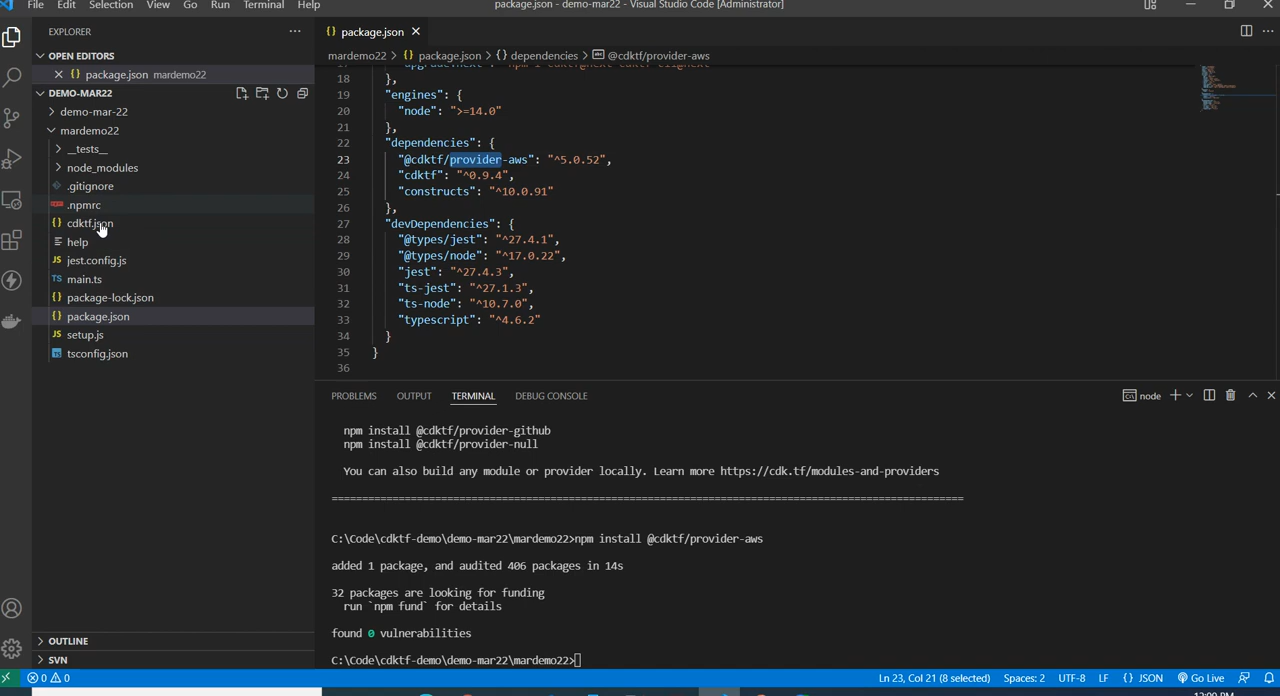 File Edit Selection View Go Run Terminal Help
package.json - demo-mar22 - Visual Studio Code [Administrator]
EXPLORER
OPEN EDITORS
package.json mardemo22
DEMO-MAR22
demo-mar-22
mardemo22
__tests__
node_modules
.gitignore
.npmrc
cdktf.json
help
jest.config.js
main.ts
package-lock.json
package.json
setup.js
tsconfig.json
OUTLINE
SVN
package.json
mardemo22 > {} package.json > {} dependencies > @cdktf/provider-aws
18 },
19 "engines": {
20 "node": ">=14.0"
21 },
22 "dependencies": {
23 "@cdktf/provider-aws": "^5.0.52",
24 "cdktf": "^0.9.4",
25 "constructs": "^10.0.91"
26 },
27 "devDependencies": {
28 "@types/jest": "^27.4.1",
29 "@types/node": "^17.0.22",
30 "jest": "^27.4.3",
31 "ts-jest": "^27.1.3",
32 "ts-node": "^10.7.0",
33 "typescript": "^4.6.2"
34 }
35 }
36
PROBLEMS OUTPUT TERMINAL DEBUG CONSOLE
node
npm install @cdktf/provider-github
npm install @cdktf/provider-null
You can also build any module or provider locally. Learn more https://cdk.tf/modules-and-providers
========================================================================================
C:\Code\cdktf-demo\demo-mar22\mardemo22>npm install @cdktf/provider-aws
added 1 package, and audited 406 packages in 14s
32 packages are looking for funding
run `npm fund` for details
found 0 vulnerabilities
C:\Code\cdktf-demo\demo-mar22\mardemo22>
0 0
Ln 23, Col 21 (8 selected) Spaces: 2 UTF-8 LF {} JSON Go Live